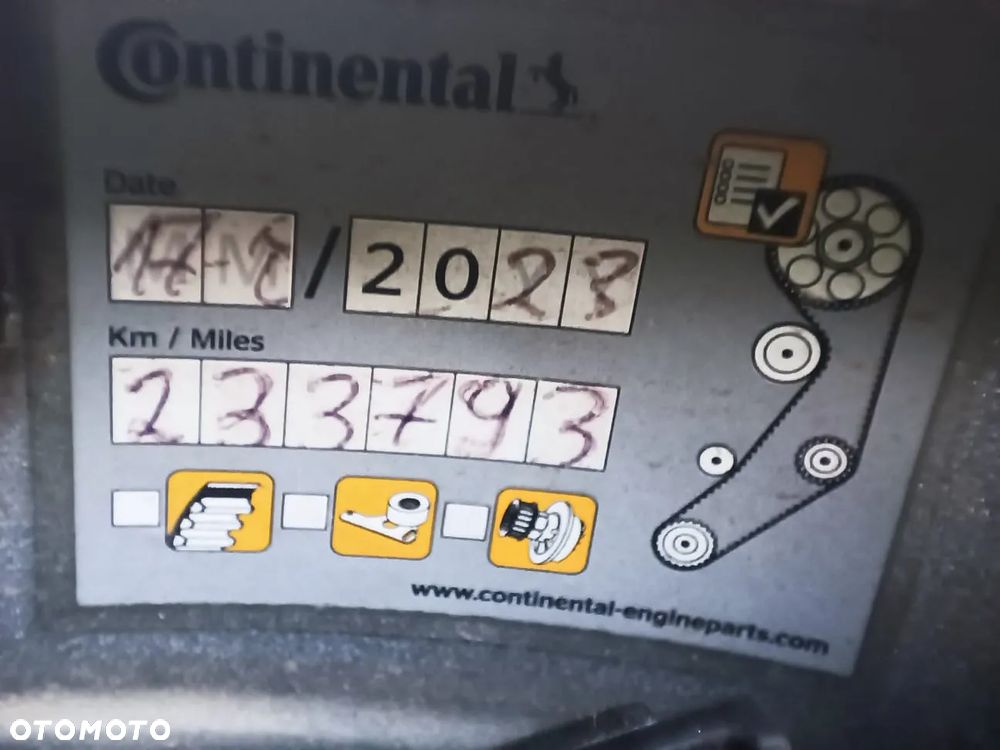 Continental
Date
/ 2023
Km / Miles
233793
www.continental-engineparts.com
OTOMOTO